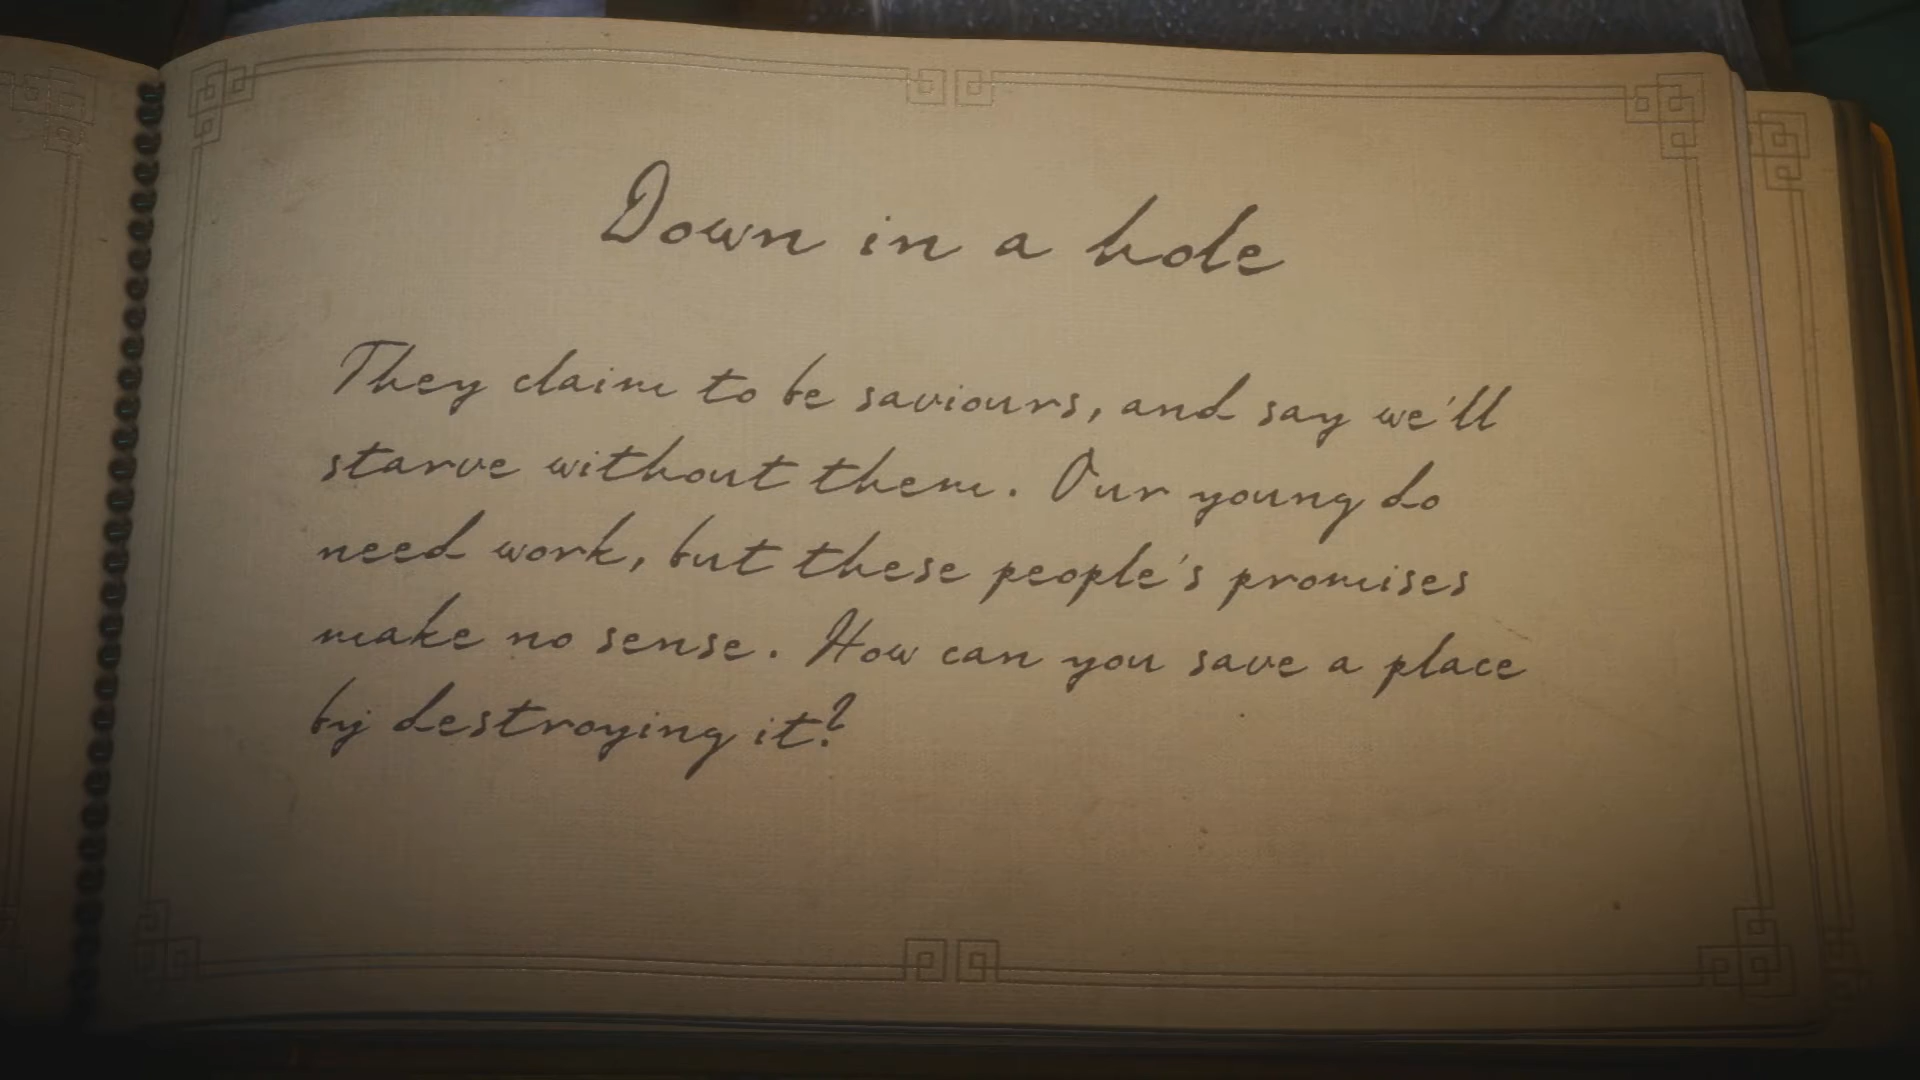 Down in a hole
They claim to be saviours, and say we'll
starve without them. Our young do
need work, but these people's promises
make no sense. How can you save a place
by destroying it?